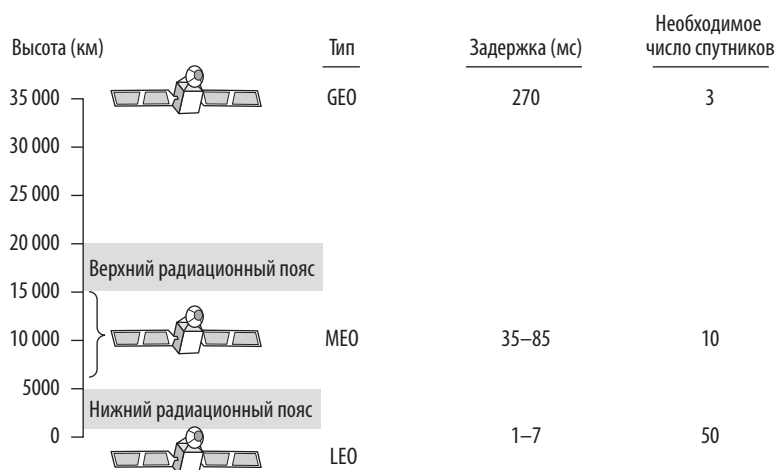 Необходимое
Высота (км) Тип Задержка (мс) число спутников
35 000 GEO 270 3
30 000
25 000
20 000
Верхний радиационный пояс
15 000
10 000 MEO 35–85 10
5000
Нижний радиационный пояс
0 1–7 50
LEO